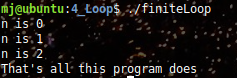 mj@ubuntu:4_Loop$ ./finiteLoop
n is 0
n is 1
n is 2
That's all this program does